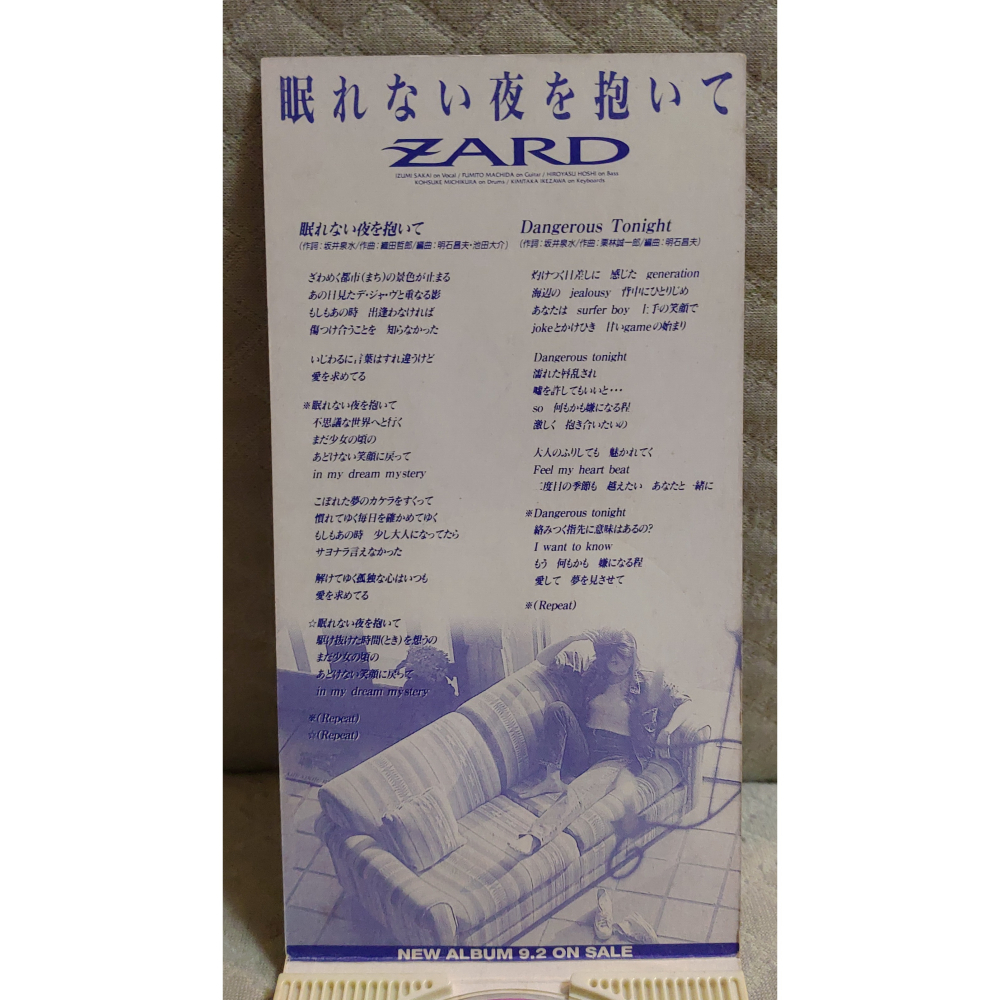 眠れない夜を抱いて
ZARD
IZUMI SAKAI on Vocal / FUMITO MACHIDA on Guitar / HIROYASU HOSHI on Bass
KOHSUKE MICHIKURA on Drums / KIMITAKA IKEZAWA on Keyboards
眠れない夜を抱いて
(作詞:坂井泉水/作曲:織田哲郎/編曲:明石昌夫・池田大介)
ざわめく都市(まち)の景色が止まる
あの日見たデ・ジャ・ヴと重なる影
もしもあの時 出逢わなければ
傷つけ合うことを 知らなかった
いじわるに,言葉はすれ違うけど
愛を求めてる
※眠れない夜を抱いて
不思議な世界へと行く
まだ少女の頃の
あどけない笑顔に戻って
in my dream mystery
こぼれた夢のカケラをすくって
慣れてゆく毎日を確かめてゆく
もしもあの時 少し大人になってたら
サヨナラ言えなかった
解けてゆく孤独な心はいつも
愛を求めてる
☆眠れない夜を抱いて
駆け抜けた時間(とき)を想うの
まだ少女の頃の
あどけない笑顔に戻って
in my dream mystery
※(Repeat)
☆(Repeat)
Dangerous Tonight
(作詞:坂井泉水/作曲:栗林誠一郎/編曲:明石昌夫)
灼けつく日差しに 感じた generation
海辺の jealousy 背中にひとりじめ
あなたは surfer boy 上手の笑顔で
jokeとかけひき 甘いgameの始まり
Dangerous tonight
濡れた唇乱され
嘘を許してもいいと・・・
so 何もかも嫌になる程
激しく 抱き合いたいの
大人のふりしても 魅かれてく
Feel my heart beat
二度目の季節も 越えたい あなたと一緒に
※Dangerous tonight
絡みつく指先に意味はあるの?
I want to know
もう 何もかも 嫌になる程
愛して 夢を見させて
※(Repeat)
NEW ALBUM 9.2 ON SALE